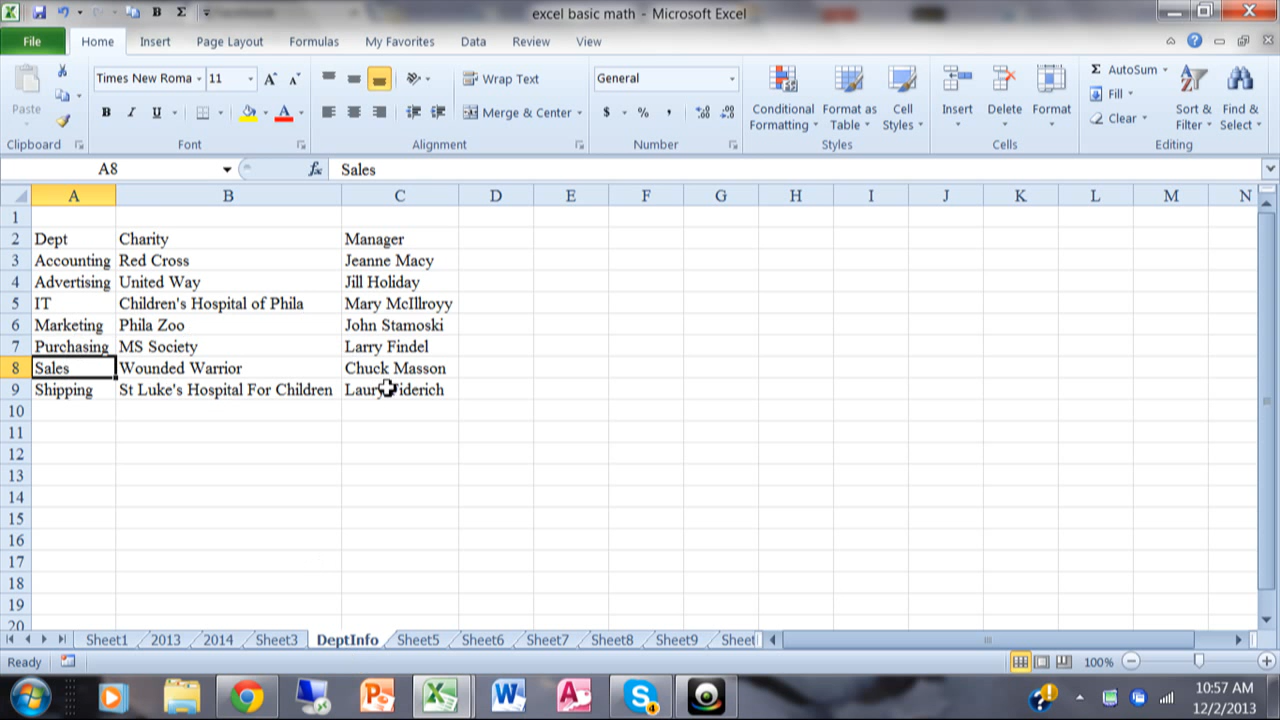 excel basic math - Microsoft Excel
File Home Insert Page Layout Formulas My Favorites Data Review View
Paste
Times New Roma 11
Wrap Text
Merge & Center
General
Conditional Formatting
Format as Table
Cell Styles
Insert
Delete
Format
AutoSum
Fill
Clear
Sort & Filter
Find & Select
Clipboard Font Alignment Number Styles Cells Editing
A8 fx Sales
A B C D E F G H I J K L M N
1
2 Dept Charity Manager
3 Accounting Red Cross Jeanne Macy
4 Advertising United Way Jill Holiday
5 IT Children's Hospital of Phila Mary McIllroyy
6 Marketing Phila Zoo John Stamoski
7 Purchasing MS Society Larry Findel
8 Sales Wounded Warrior Chuck Masson
9 Shipping St Luke's Hospital For Children
10
11
12
13
14
15
16
17
18
19
20
Sheet1 2013 2014 Sheet3 DeptInfo Sheet5 Sheet6 Sheet7 Sheet8 Sheet9 Sheet
Ready 100%
10:57 AM
12/2/2013